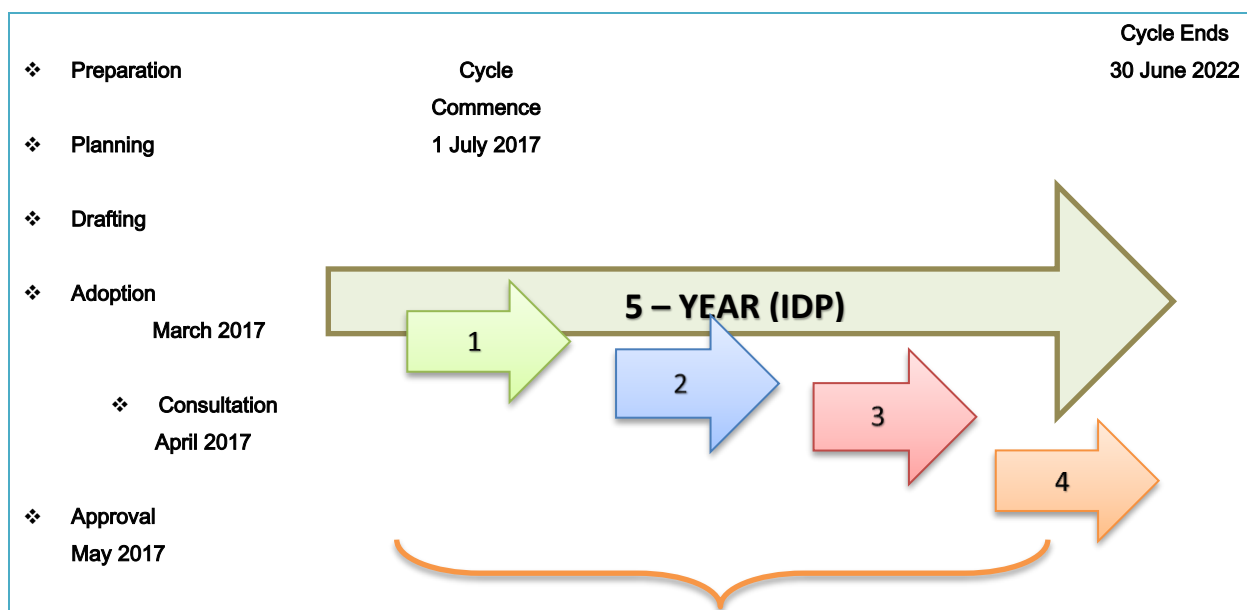 Cycle Ends
30 June 2022
❖ Preparation
Cycle
Commence
1 July 2017
❖ Planning
❖ Drafting
❖ Adoption
March 2017
❖ Consultation
April 2017
❖ Approval
May 2017
5 – YEAR (IDP)
1
2
3
4